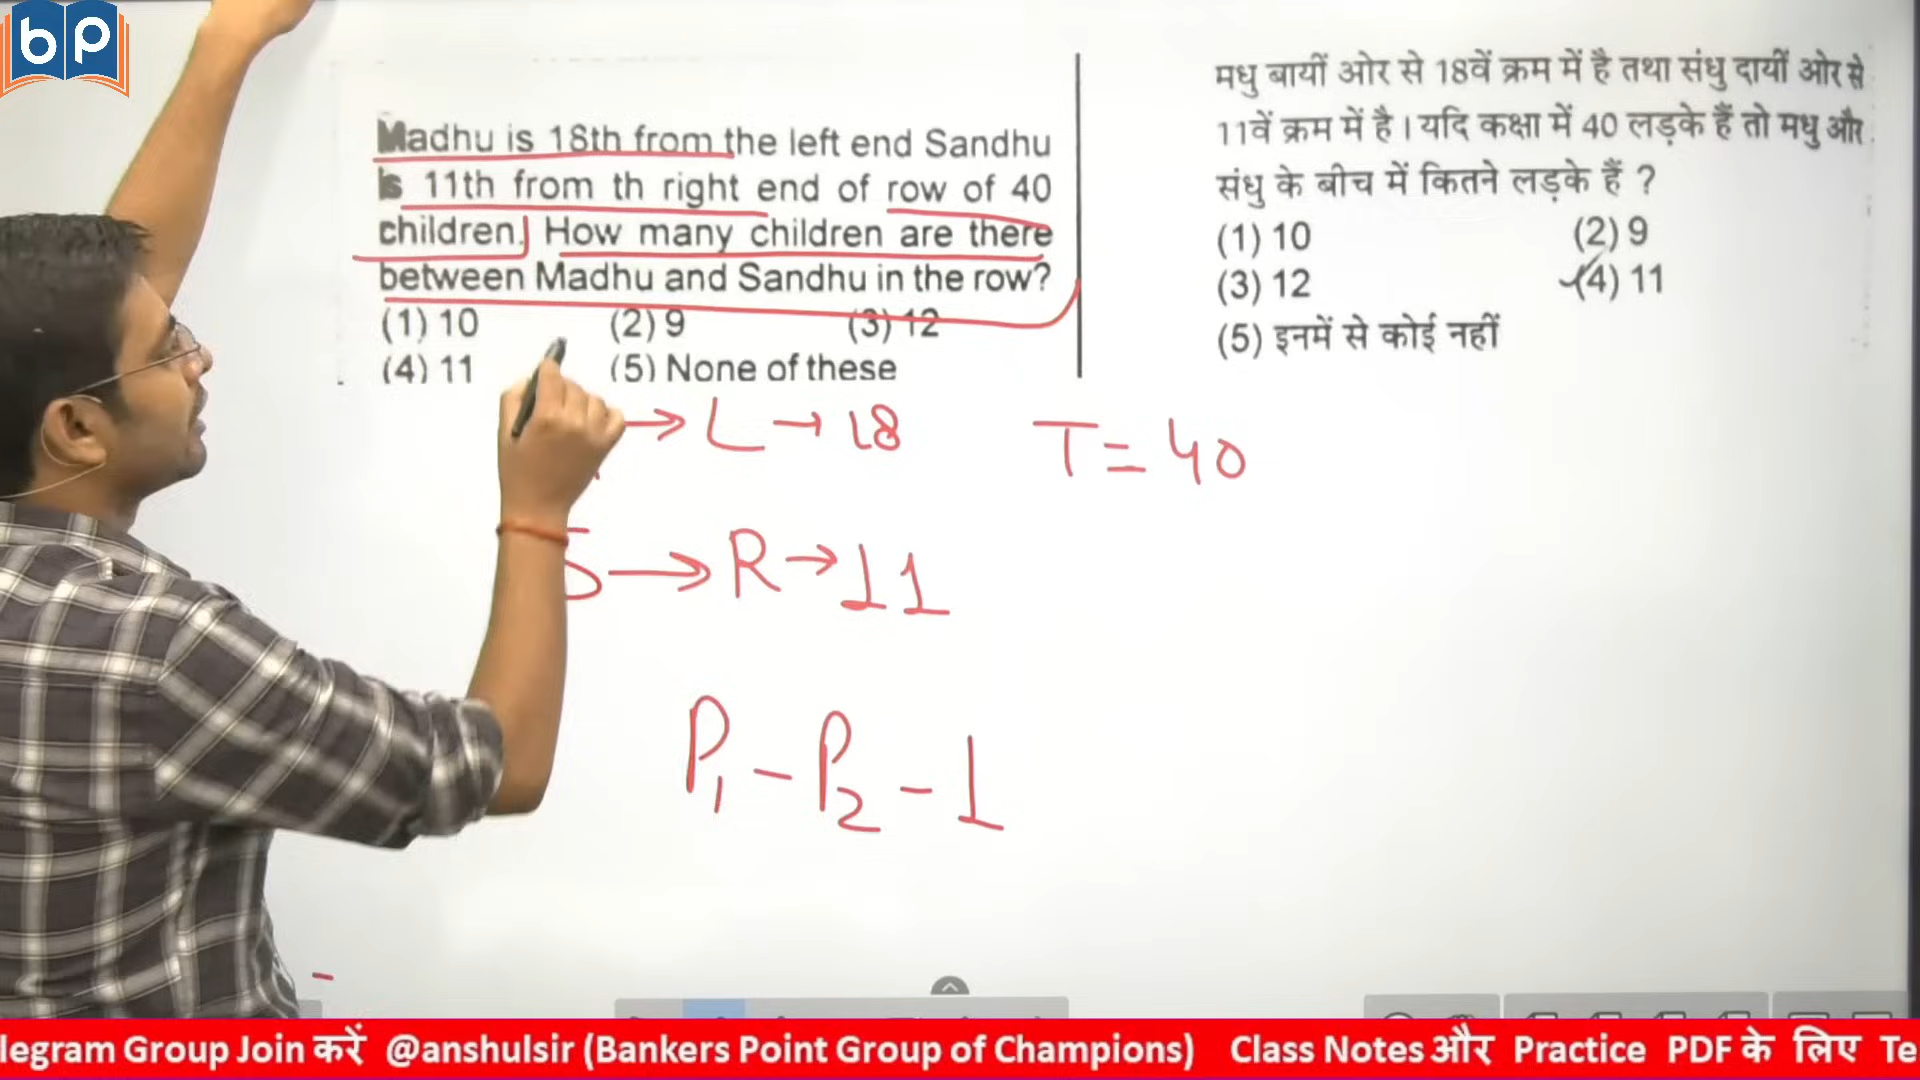 bp
Madhu is 18th from the left end Sandhu
is 11th from th right end of row of 40
children. How many children are there
between Madhu and Sandhu in the row?
(1) 10 (2) 9 (3) 12
(4) 11 (5) None of these
मधु बायीं ओर से 18वें क्रम में है तथा संधु दायीं ओर से
11वें क्रम में है। यदि कक्षा में 40 लड़के हैं तो मधु और
संधु के बीच में कितने लड़के हैं ?
(1) 10 (2) 9
(3) 12 (4) 11
(5) इनमें से कोई नहीं
→ L → 18 T = 40
S → R → 11
P1 - P2 - 1
legram Group Join करें @anshulsir (Bankers Point Group of Champions) Class Notes और Practice PDF के लिए Te